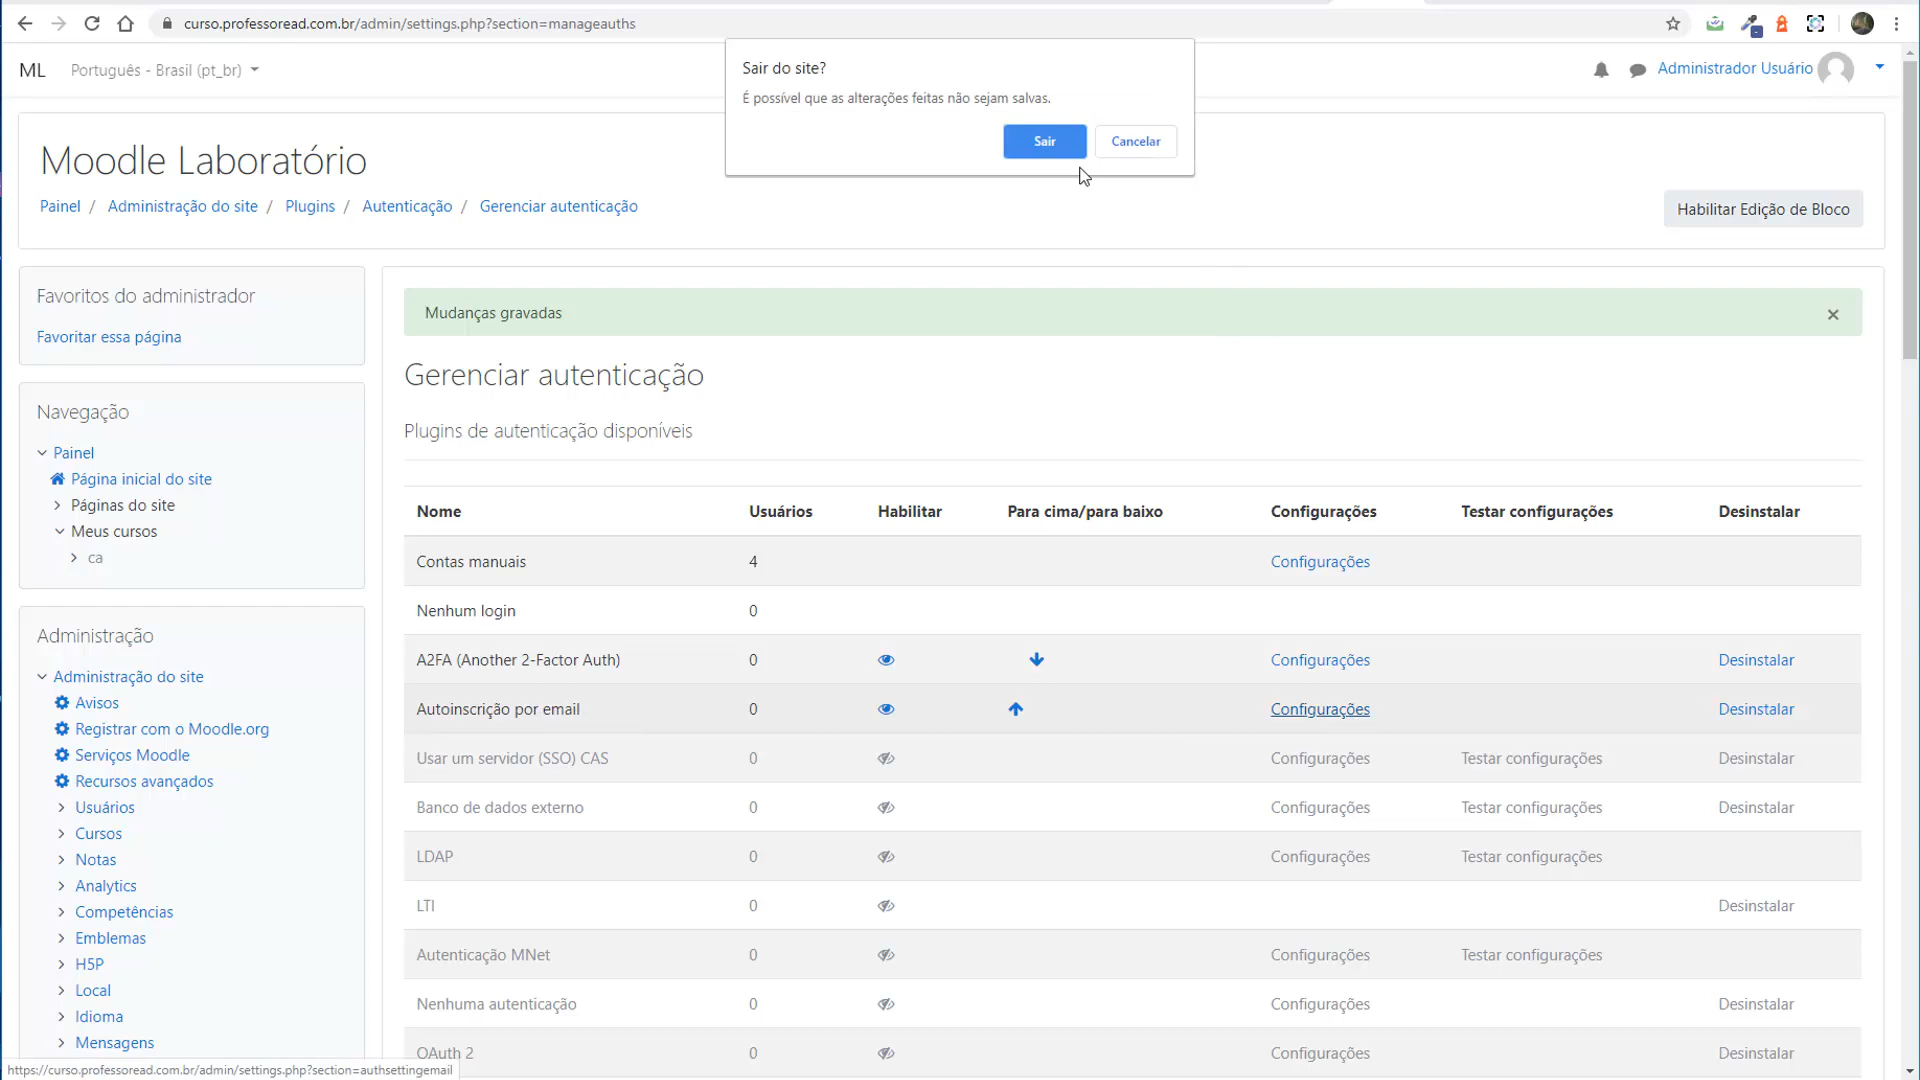 curso.professoread.com.br/admin/settings.php?section=manageauths
Sair do site?
É possível que as alterações feitas não sejam salvas.
Sair
Cancelar
ML
Português - Brasil (pt_br)
Administrador Usuário
Moodle Laboratório
Painel / Administração do site / Plugins / Autenticação / Gerenciar autenticação
Habilitar Edição de Bloco
Favoritos do administrador
Favoritar essa página
Navegação
Painel
Página inicial do site
Páginas do site
Meus cursos
ca
Administração
Administração do site
Avisos
Registrar com o Moodle.org
Serviços Moodle
Recursos avançados
Usuários
Cursos
Notas
Analytics
Competências
Emblemas
H5P
Local
Idioma
Mensagens
Mudanças gravadas
×
Gerenciar autenticação
Plugins de autenticação disponíveis
Nome Usuários Habilitar Para cima/para baixo Configurações Testar configurações Desinstalar
Contas manuais 4 Configurações
Nenhum login 0
A2FA (Another 2-Factor Auth) 0 Configurações Desinstalar
Autoinscrição por email 0 Configurações Desinstalar
Usar um servidor (SSO) CAS 0 Configurações Testar configurações Desinstalar
Banco de dados externo 0 Configurações Testar configurações Desinstalar
LDAP 0 Configurações Testar configurações
LTI 0 Desinstalar
Autenticação MNet 0 Configurações Testar configurações
Nenhuma autenticação 0 Configurações Desinstalar
OAuth 2 0 Configurações Desinstalar
https://curso.professoread.com.br/admin/settings.php?section=authsettingemail